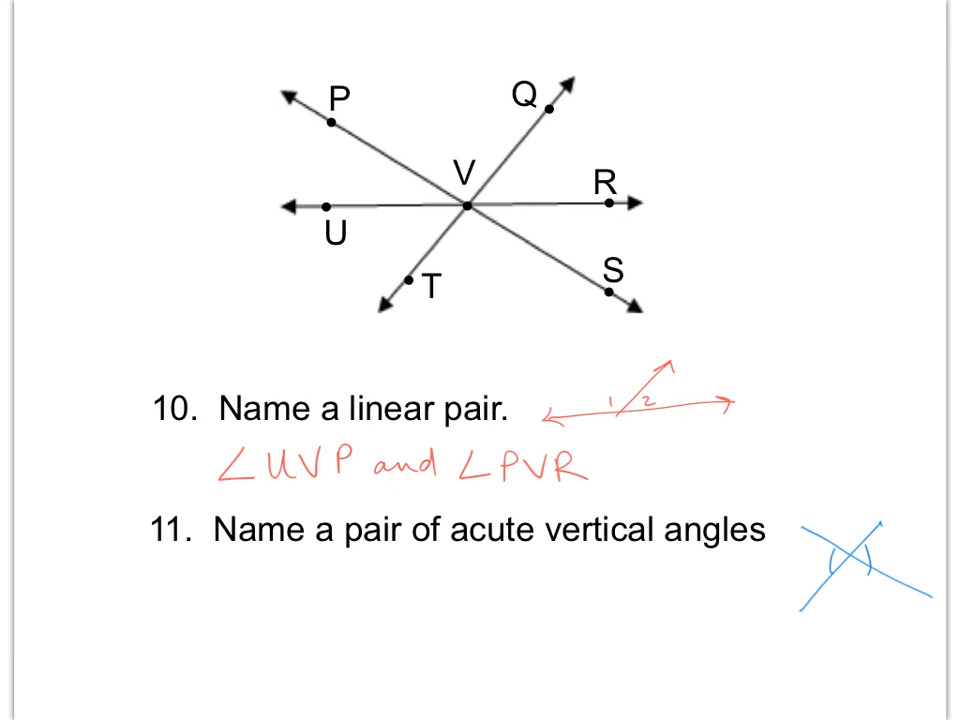 P
Q
V
R
U
S
T
10. Name a linear pair.
1 2
∠UVP and ∠PVR
11. Name a pair of acute vertical angles